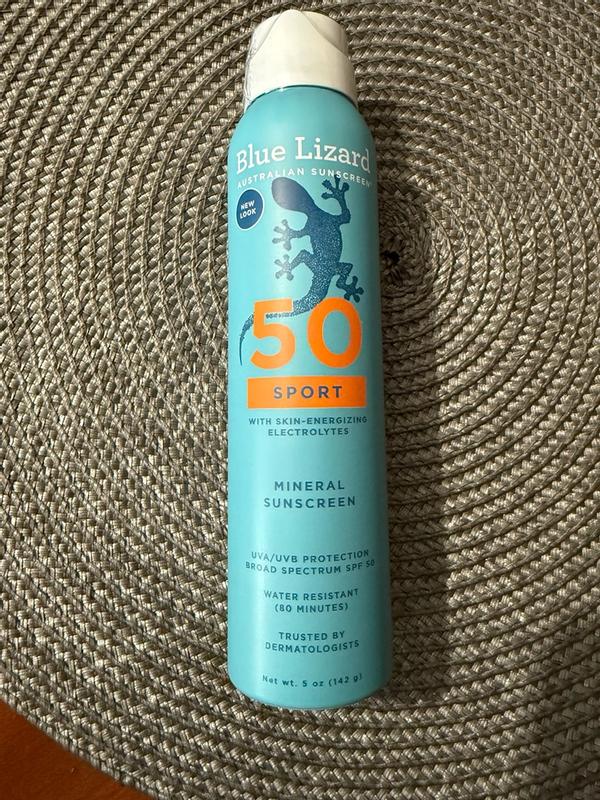 Blue Lizard
AUSTRALIAN SUNSCREEN
NEW
LOOK
50
SPORT
WITH SKIN-ENERGIZING
ELECTROLYTES
MINERAL
SUNSCREEN
UVA/UVB PROTECTION
BROAD SPECTRUM SPF 50
WATER RESISTANT
(80 MINUTES)
TRUSTED BY
DERMATOLOGISTS
Net wt. 5 oz (142 g)